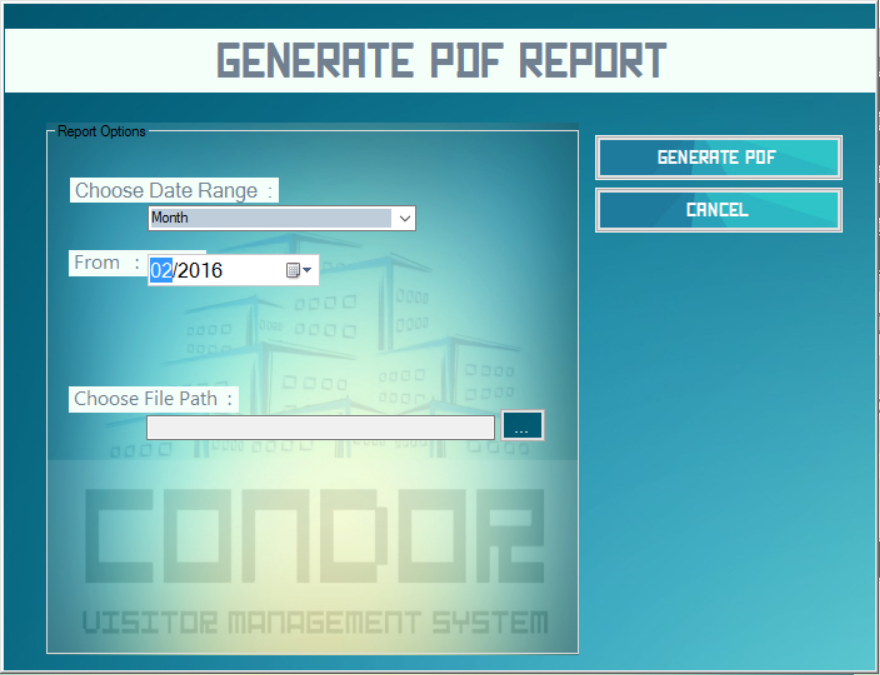 GENERATE PDF REPORT
Report Options
Choose Date Range :
Month
From :
02/2016
Choose File Path :
...
GENERATE PDF
CANCEL
CONDOR
VISITOR MANAGEMENT SYSTEM